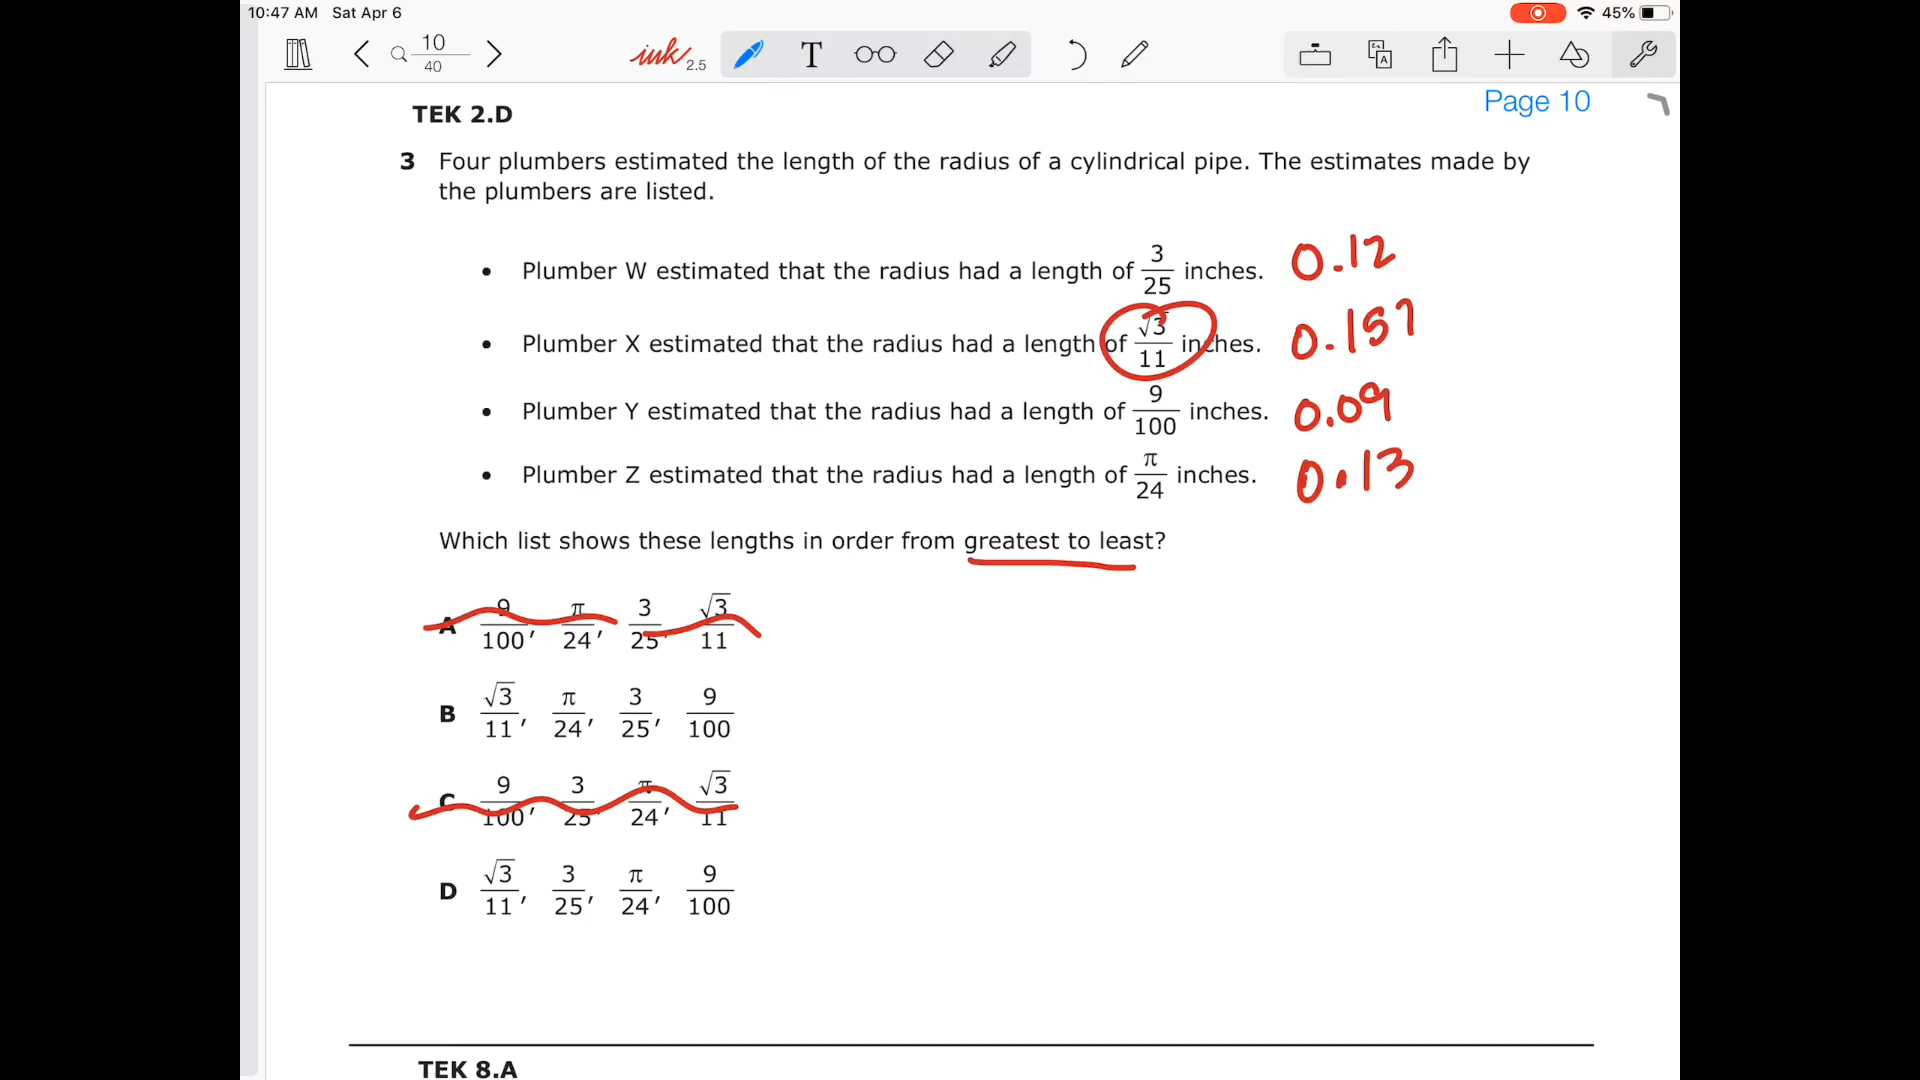 10:47 AM Sat Apr 6
45%
10
40
ink 2.5
T
A
TEK 2.D
Page 10
3 Four plumbers estimated the length of the radius of a cylindrical pipe. The estimates made by
the plumbers are listed.
• Plumber W estimated that the radius had a length of 3/25 inches. 0.12
• Plumber X estimated that the radius had a length of √3/11 inches. 0.157
• Plumber Y estimated that the radius had a length of 9/100 inches. 0.09
• Plumber Z estimated that the radius had a length of π/24 inches. 0.13
Which list shows these lengths in order from greatest to least?
A 9/100, π/24, 3/25, √3/11
B √3/11, π/24, 3/25, 9/100
C 9/100, 3/25, π/24, √3/11
D √3/11, 3/25, π/24, 9/100
TEK 8.A